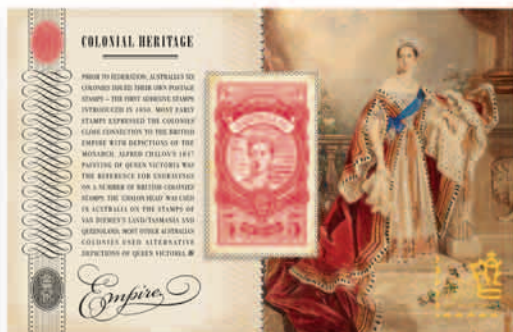 COLONIAL HERITAGE
PRIOR TO FEDERATION, AUSTRALIA'S SIX
COLONIES ISSUED THEIR OWN POSTAGE
STAMPS – THE FIRST ADHESIVE STAMPS
INTRODUCED IN 1850. MOST EARLY
STAMPS EXPRESSED THE COLONIES
CLOSE CONNECTION TO THE BRITISH
EMPIRE WITH DEPICTIONS OF THE
MONARCH. ALFRED CHALON'S 1837
PAINTING OF QUEEN VICTORIA WAS
THE REFERENCE FOR ENGRAVINGS
ON A NUMBER OF BRITISH COLONIES
STAMPS. THE 'CHALON HEAD' WAS USED
IN AUSTRALIA ON THE STAMPS OF
VAN DIEMEN'S LAND/TASMANIA AND
QUEENSLAND. MOST OTHER AUSTRALIAN
COLONIES USED ALTERNATIVE
DEPICTIONS OF QUEEN VICTORIA.
Empire